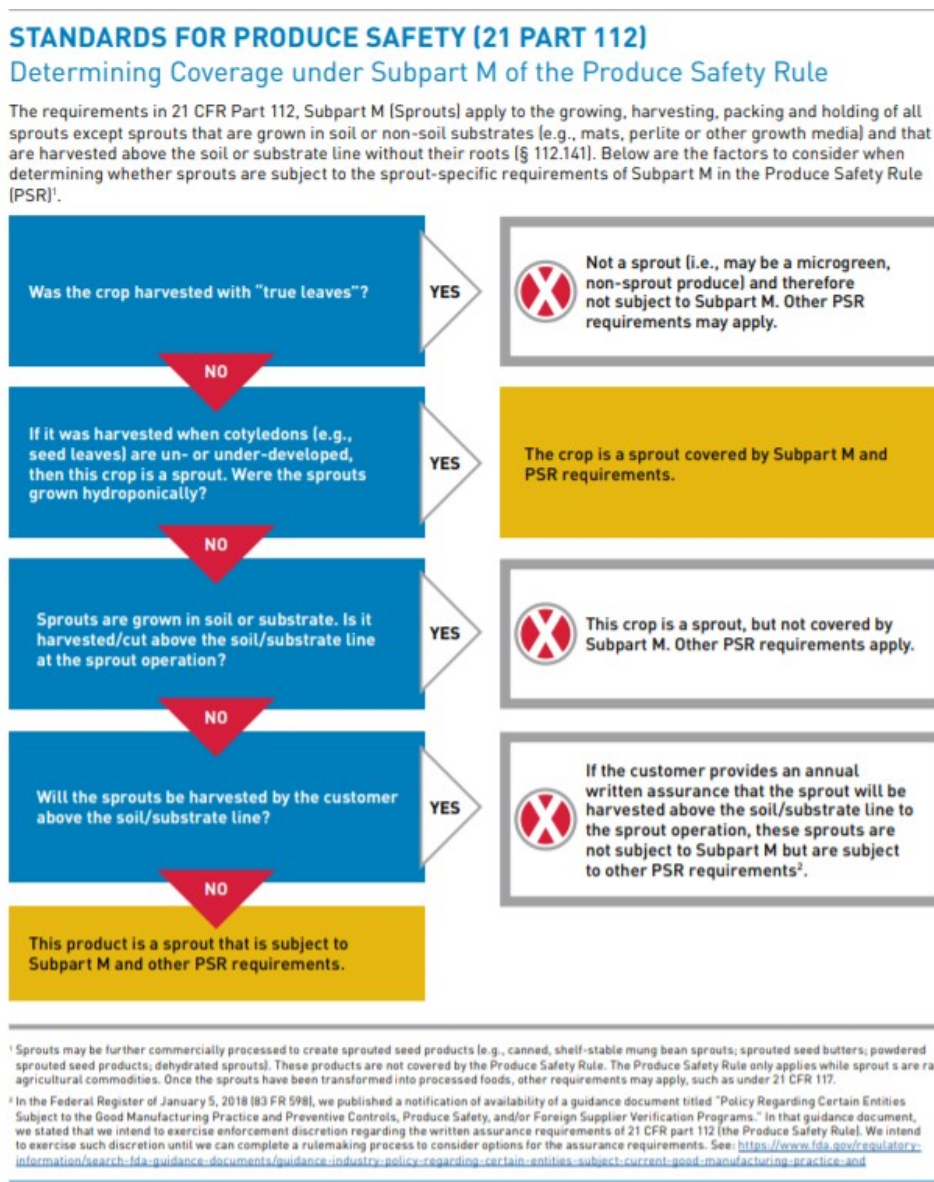 STANDARDS FOR PRODUCE SAFETY (21 PART 112)
Determining Coverage under Subpart M of the Produce Safety Rule
The requirements in 21 CFR Part 112, Subpart M (Sprouts) apply to the growing, harvesting, packing and holding of all
sprouts except sprouts that are grown in soil or non-soil substrates (e.g., mats, perlite or other growth media) and that
are harvested above the soil or substrate line without their roots (§ 112.141). Below are the factors to consider when
determining whether sprouts are subject to the sprout-specific requirements of Subpart M in the Produce Safety Rule
(PSR)¹.
Was the crop harvested with "true leaves"?
YES
Not a sprout (i.e., may be a microgreen,
non-sprout produce) and therefore
not subject to Subpart M. Other PSR
requirements may apply.
NO
If it was harvested when cotyledons (e.g.,
seed leaves) are un- or under-developed,
then this crop is a sprout. Were the sprouts
grown hydroponically?
YES
The crop is a sprout covered by Subpart M and
PSR requirements.
NO
Sprouts are grown in soil or substrate. Is it
harvested/cut above the soil/substrate line
at the sprout operation?
YES
This crop is a sprout, but not covered by
Subpart M. Other PSR requirements apply.
NO
Will the sprouts be harvested by the customer
above the soil/substrate line?
YES
If the customer provides an annual
written assurance that the sprout will be
harvested above the soil/substrate line to
the sprout operation, these sprouts are
not subject to Subpart M but are subject
to other PSR requirements².
NO
This product is a sprout that is subject to
Subpart M and other PSR requirements.
¹ Sprouts may be further commercially processed to create sprouted seed products (e.g., canned, shelf-stable mung bean sprouts; sprouted seed butters; powdered
sprouted seed products; dehydrated sprouts). These products are not covered by the Produce Safety Rule. The Produce Safety Rule only applies while sprout s are ra
agricultural commodities. Once the sprouts have been transformed into processed foods, other requirements may apply, such as under 21 CFR 117.
² In the Federal Register of January 5, 2018 (83 FR 598), we published a notification of availability of a guidance document titled "Policy Regarding Certain Entities
Subject to the Good Manufacturing Practice and Preventive Controls, Produce Safety, and/or Foreign Supplier Verification Programs." In that guidance document,
we stated that we intend to exercise enforcement discretion regarding the written assurance requirements of 21 CFR part 112 (the Produce Safety Rule). We intend
to exercise such discretion until we can complete a rulemaking process to consider options for the assurance requirements. See: https://www.fda.gov/regulatory-
information/search-fda-guidance-documents/guidance-industry-policy-regarding-certain-entities-subject-current-good-manufacturing-practice-and